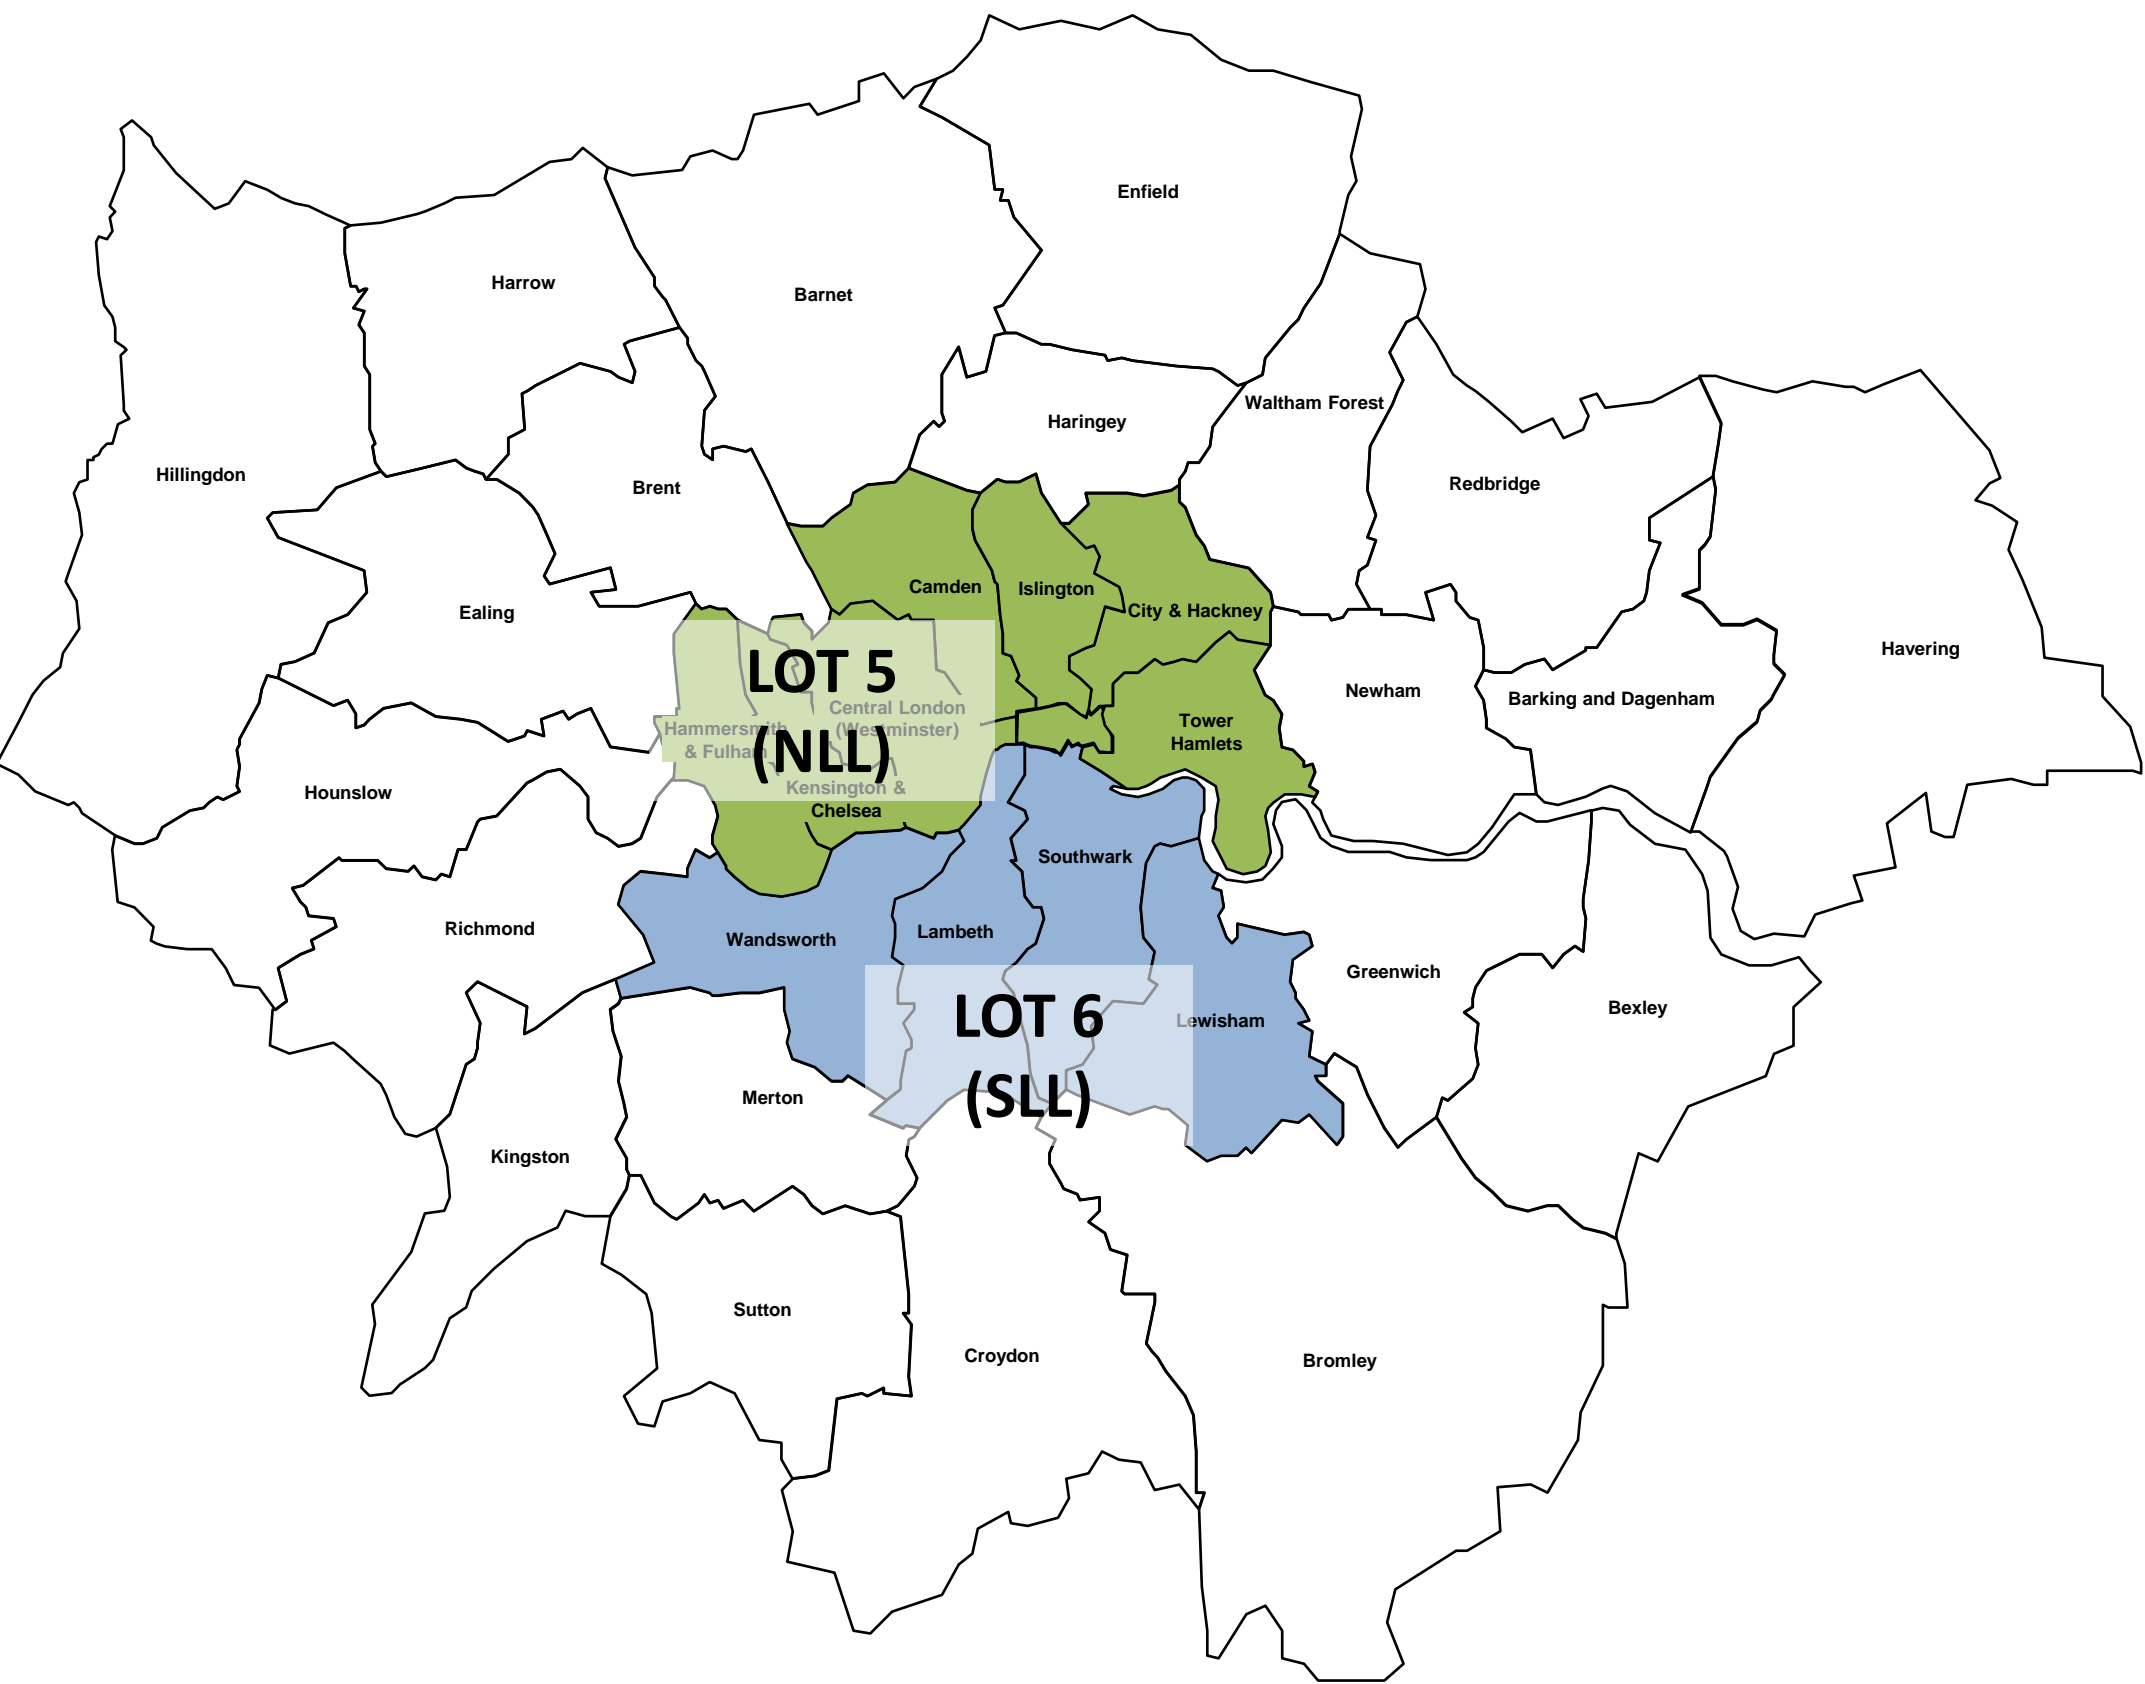 Enfield
Harrow
Barnet
Waltham Forest
Haringey
Hillingdon
Brent
Redbridge
Camden
Islington
City & Hackney
Ealing
Havering
LOT 5
(NLL)
Newham
Barking and Dagenham
Central London
(Westminster)
Hammersmith
& Fulham
Tower
Hamlets
Kensington &
Chelsea
Hounslow
Southwark
Richmond
Wandsworth
Lambeth
Greenwich
Bexley
LOT 6
(SLL)
Lewisham
Merton
Kingston
Sutton
Croydon
Bromley